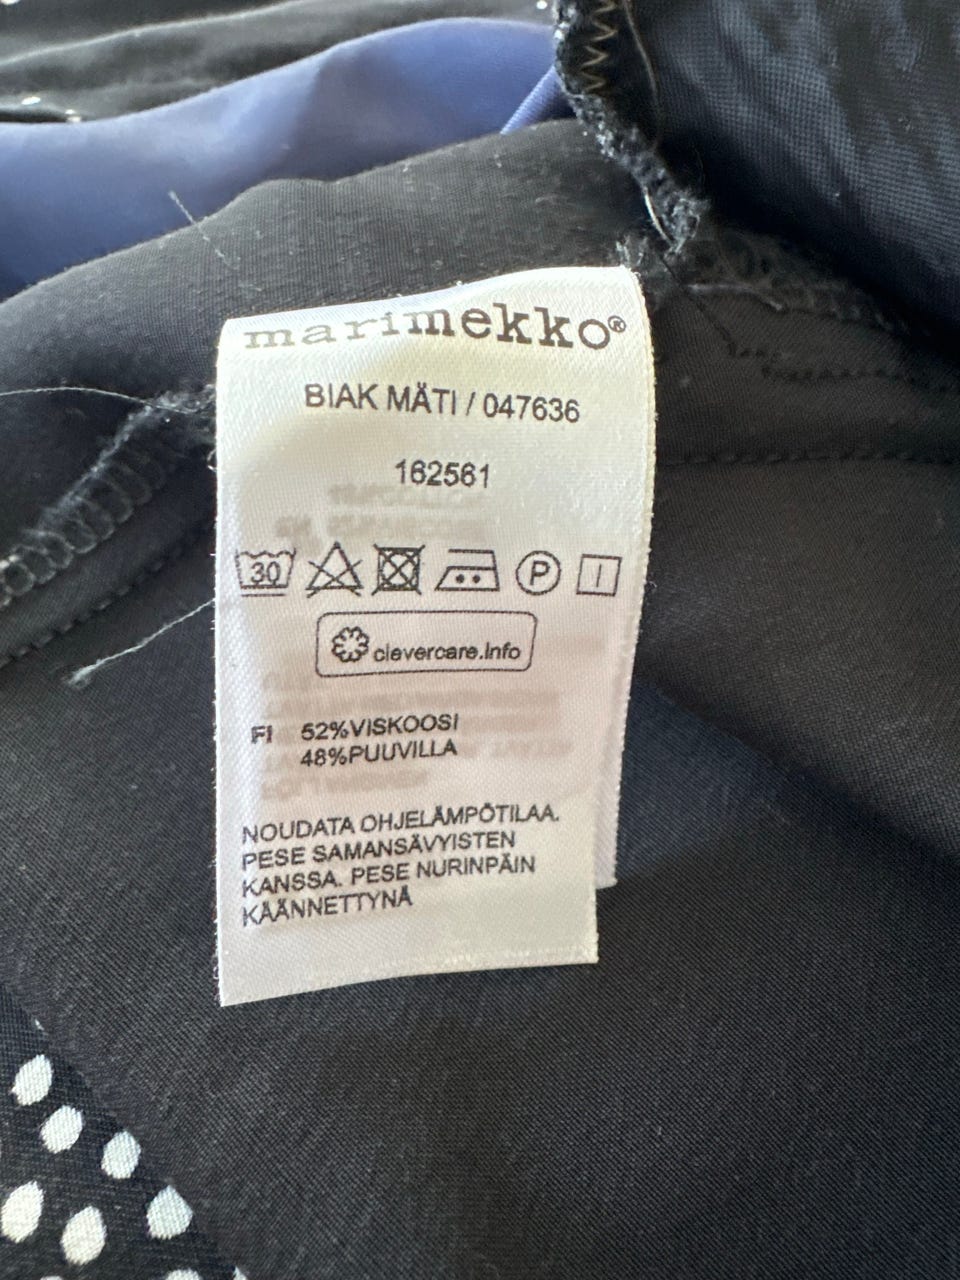 marimekko®
BIAK MÄTI / 047636
162561
30 P
clevercare.info
FI 52%VISKOOSI
48%PUUVILLA
NOUDATA OHJELÄMPÖTILAA.
PESE SAMANSÄVYISTEN
KANSSA. PESE NURINPÄIN
KÄÄNNETTYNÄ